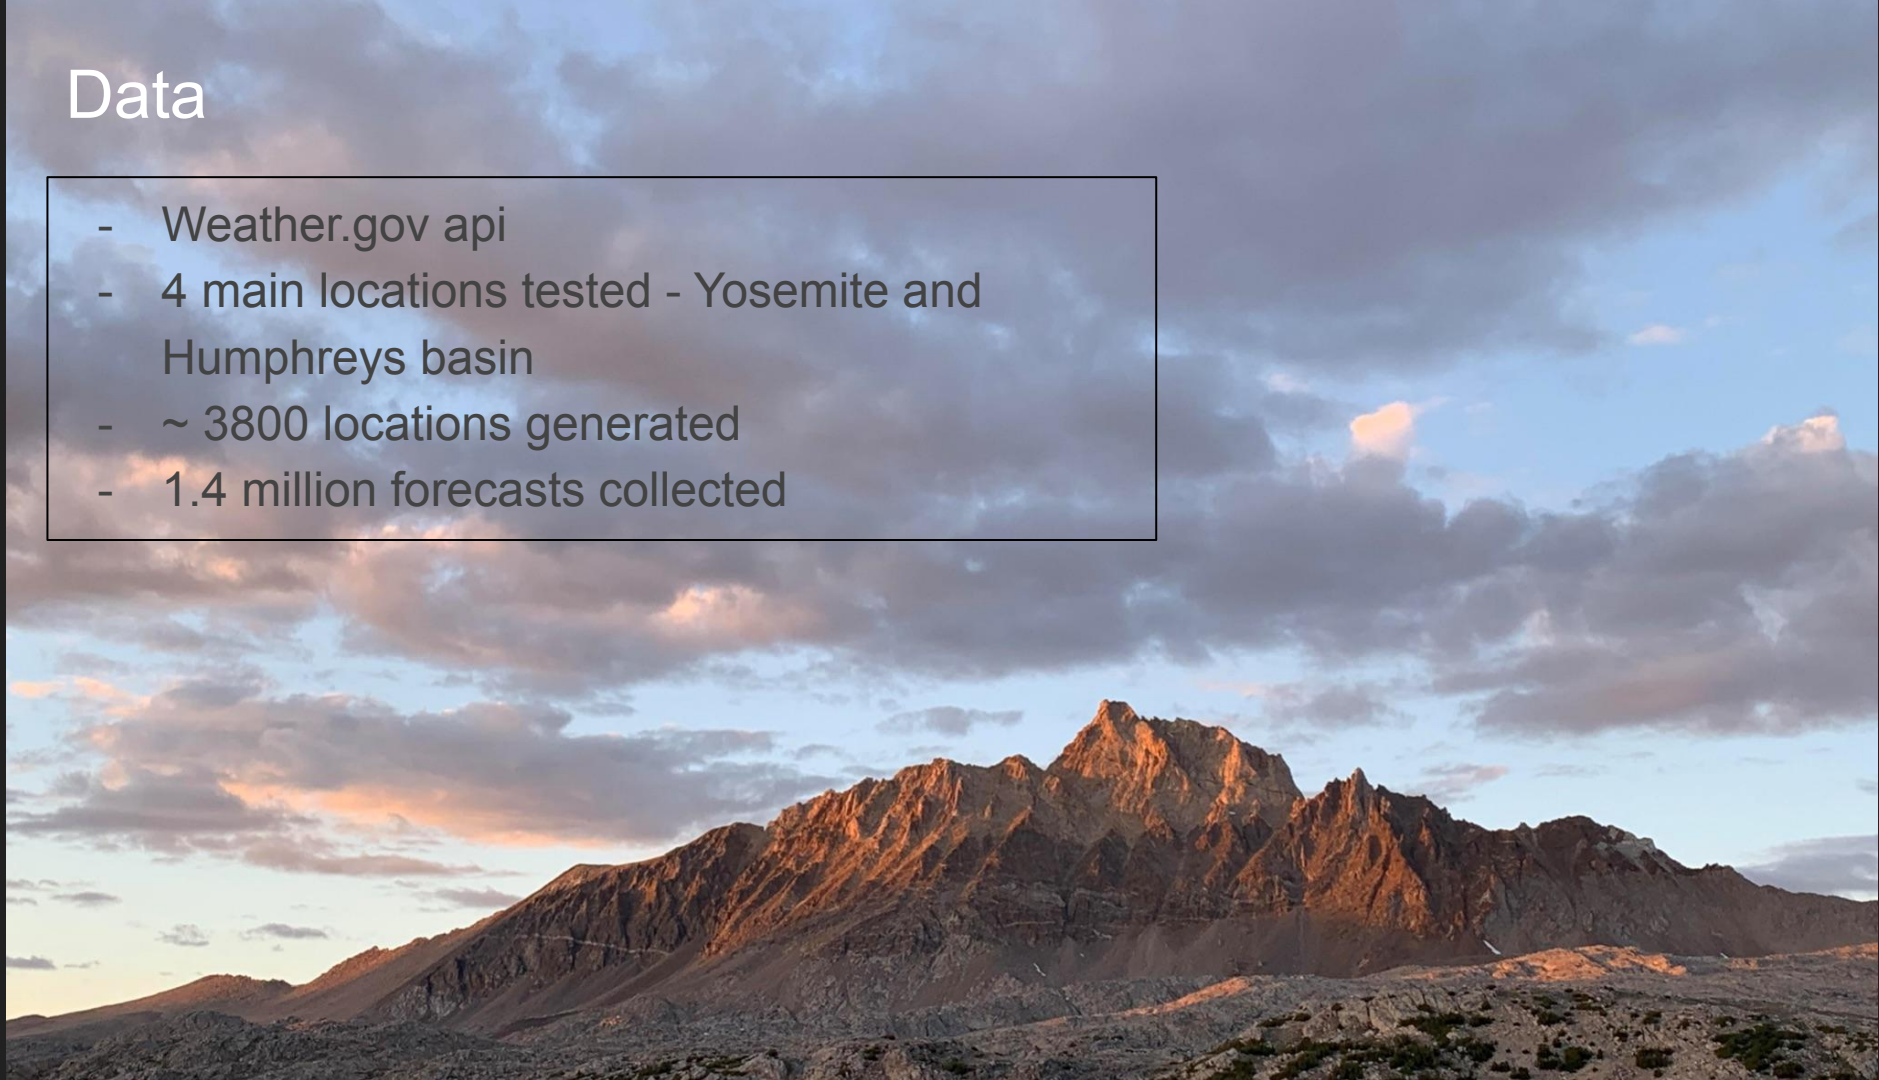 Data
- Weather.gov api
- 4 main locations tested - Yosemite and
Humphreys basin
- ~ 3800 locations generated
- 1.4 million forecasts collected